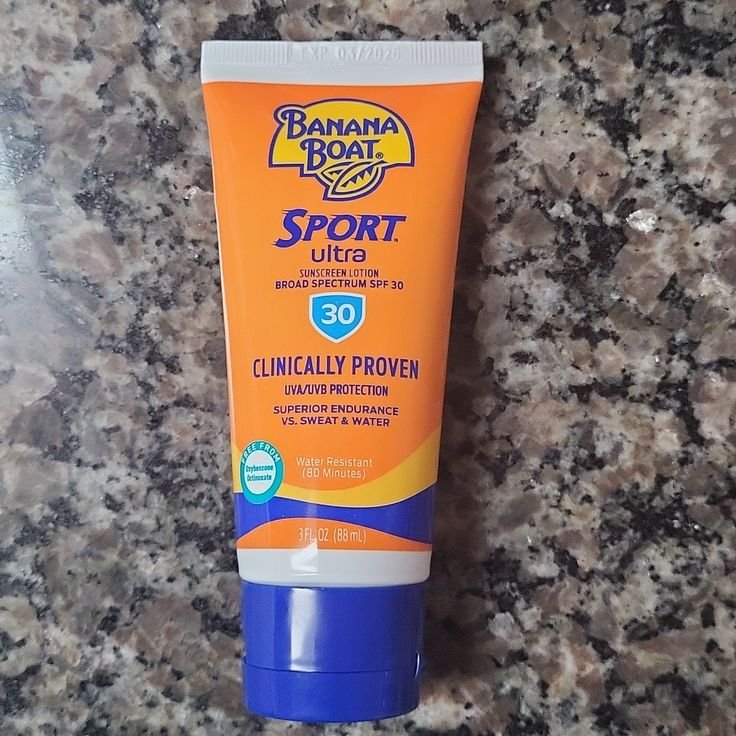 EXP 03/2026
BANANA
BOAT®
SPORT™
ultra
SUNSCREEN LOTION
BROAD SPECTRUM SPF 30
30
CLINICALLY PROVEN
UVA/UVB PROTECTION
SUPERIOR ENDURANCE
VS. SWEAT & WATER
FREE FROM
Oxybenzone
Octinoxate
Water Resistant
(80 Minutes)
3 FL OZ (88 mL)